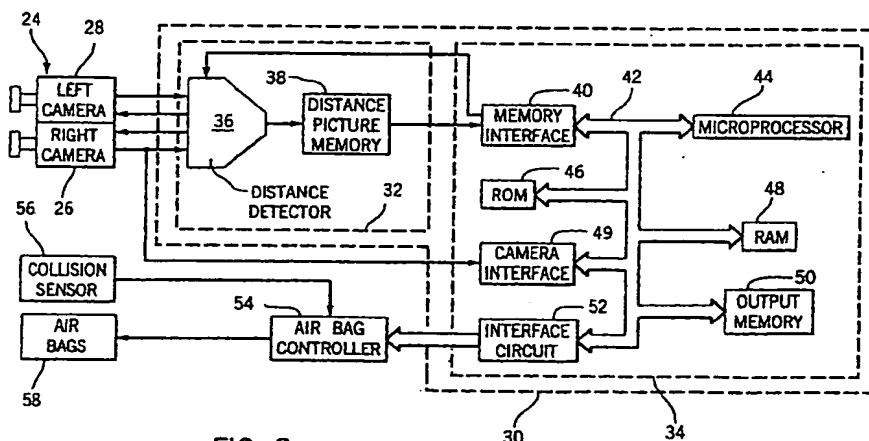 24
28
LEFT
CAMERA
RIGHT
CAMERA
26
36
DISTANCE
DETECTOR
38
DISTANCE
PICTURE
MEMORY
32
40
MEMORY
INTERFACE
42
44
MICROPROCESSOR
46
ROM
48
RAM
49
CAMERA
INTERFACE
50
OUTPUT
MEMORY
52
INTERFACE
CIRCUIT
56
COLLISION
SENSOR
54
AIR BAG
CONTROLLER
AIR
BAGS
58
30
34